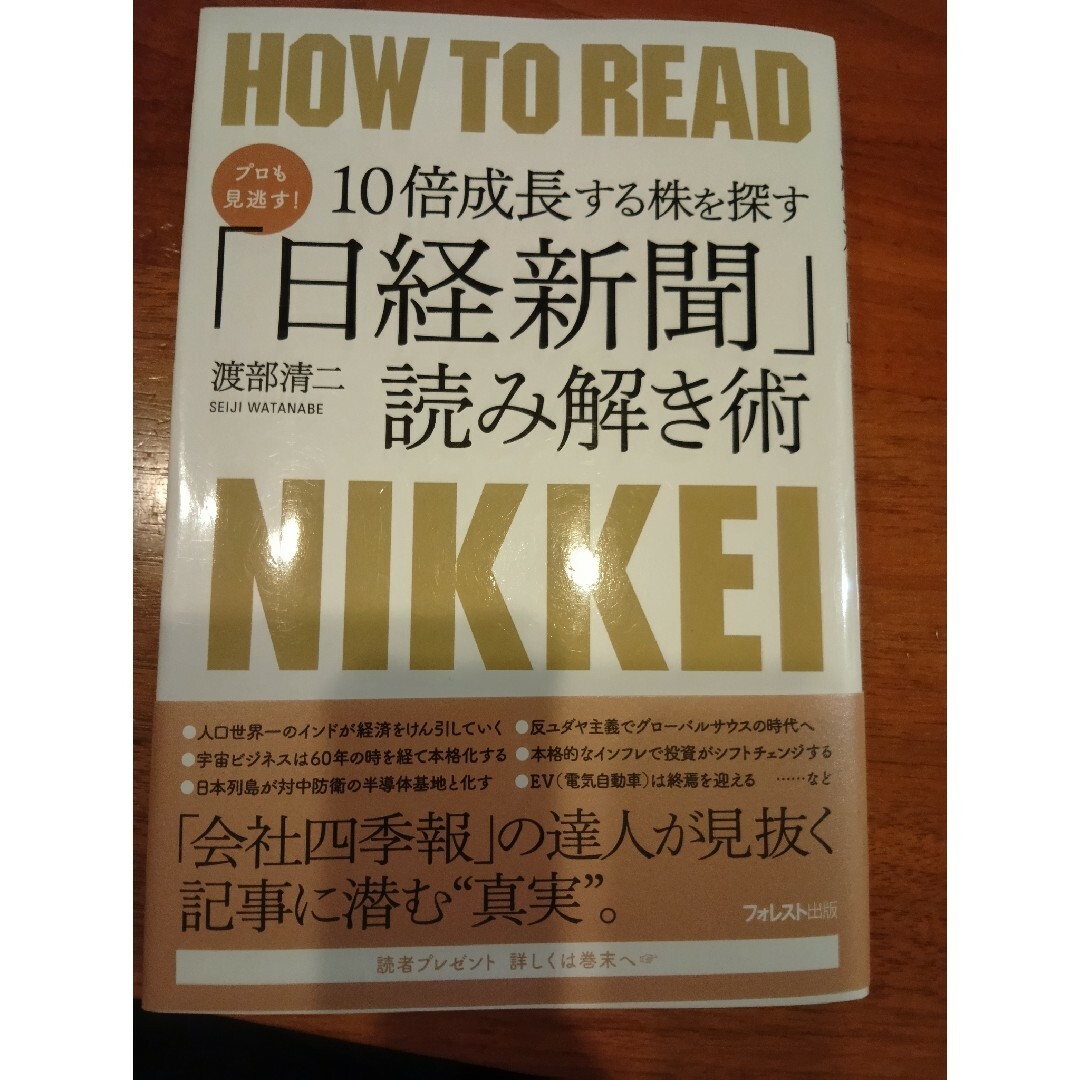 HOW TO READ
プロも
見逃す!
10倍成長する株を探す
「日経新聞」
渡部清二
SEIJI WATANABE
読み解き術
NIKKEI
●人口世界一のインドが経済をけん引していく
●反ユダヤ主義でグローバルサウスの時代へ
●宇宙ビジネスは60年の時を経て本格化する
●本格的なインフレで投資がシフトチェンジする
●日本列島が対中防衛の半導体基地と化す
●EV(電気自動車)は終焉を迎える ……など
「会社四季報」の達人が見抜く
記事に潜む“真実”。
フォレスト出版
読者プレゼント 詳しくは巻末へ☞